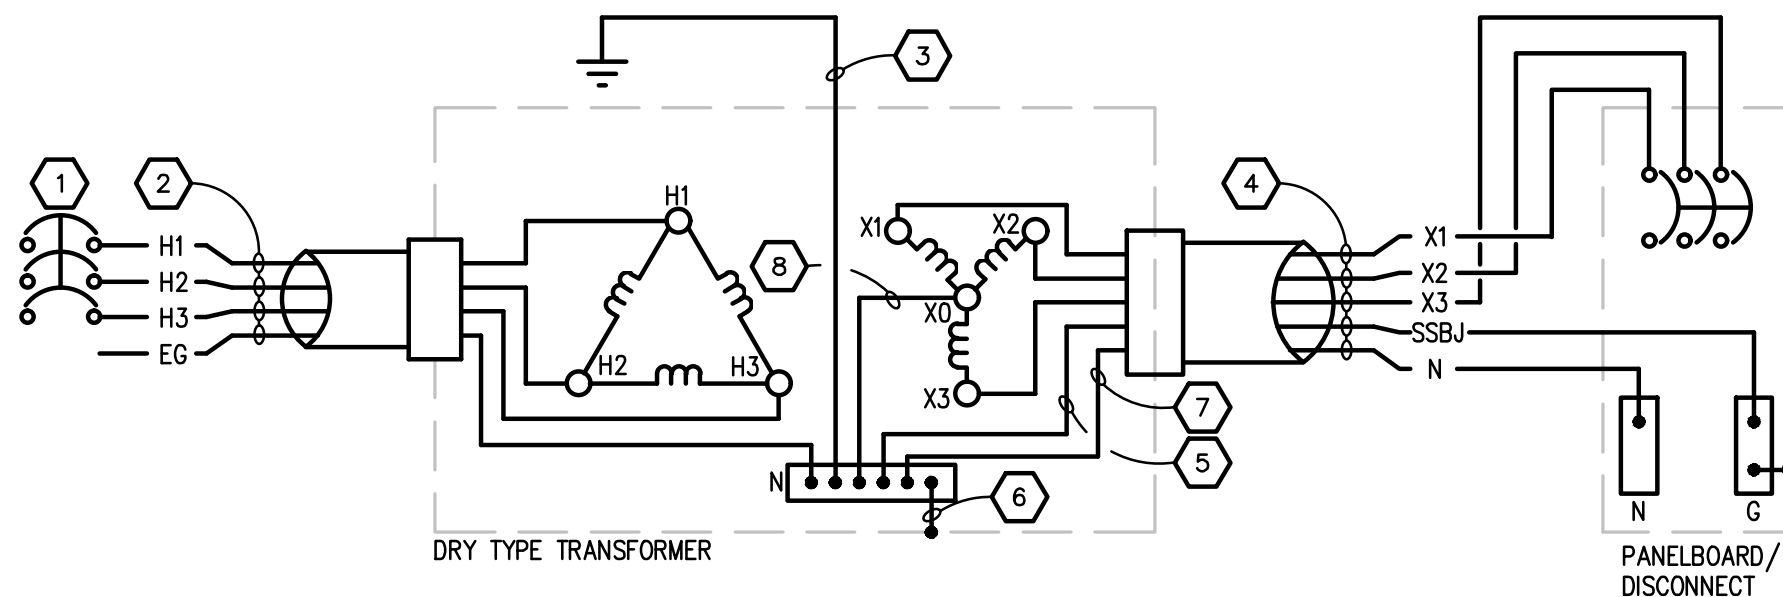 3
1
2
4
H1
X1
X2
8
H1
X1
H2
X2
H3
X0
X3
EG
SSBJ
H2
H3
N
X3
7
5
N
6
N
G
DRY TYPE TRANSFORMER
PANELBOARD/
DISCONNECT